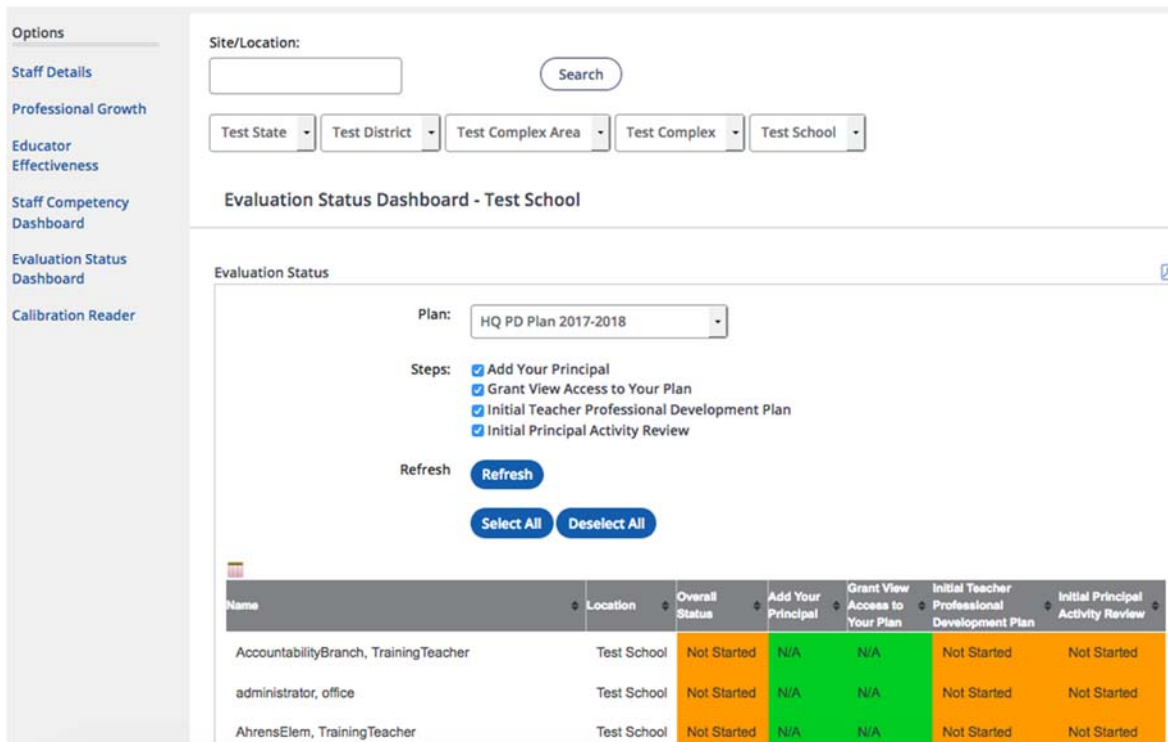 Options
Staff Details
Professional Growth
Educator
Effectiveness
Staff Competency
Dashboard
Evaluation Status
Dashboard
Calibration Reader
Site/Location:
Search
Test State Test District Test Complex Area Test Complex Test School
Evaluation Status Dashboard - Test School
Evaluation Status
Plan: HQ PD Plan 2017-2018
Steps: Add Your Principal
Grant View Access to Your Plan
Initial Teacher Professional Development Plan
Initial Principal Activity Review
Refresh Refresh
Select All Deselect All
Name Location Overall Status Add Your Principal Grant View Access to Your Plan Initial Teacher Professional Development Plan Initial Principal Activity Review
AccountabilityBranch, TrainingTeacher Test School Not Started N/A N/A Not Started Not Started
administrator, office Test School Not Started N/A N/A Not Started Not Started
AhrensElem, TrainingTeacher Test School Not Started N/A N/A Not Started Not Started